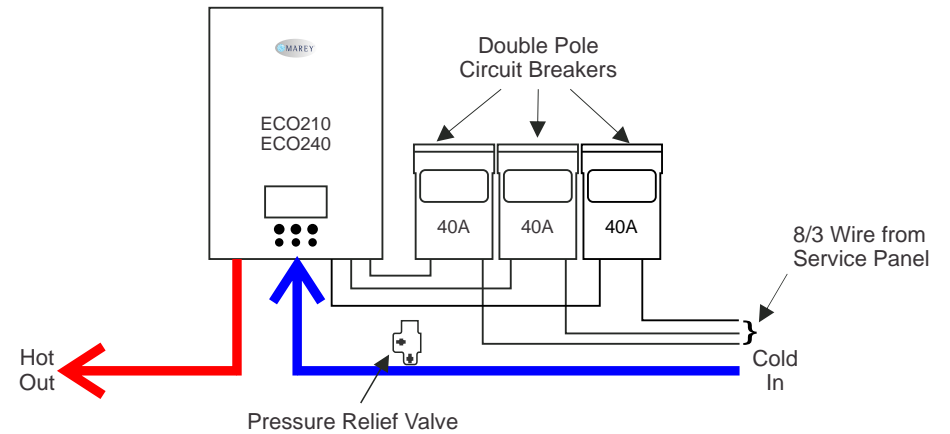 MAREY
ECO210
ECO240
Double Pole
Circuit Breakers
40A
40A
40A
8/3 Wire from
Service Panel
Hot
Out
Cold
In
Pressure Relief Valve